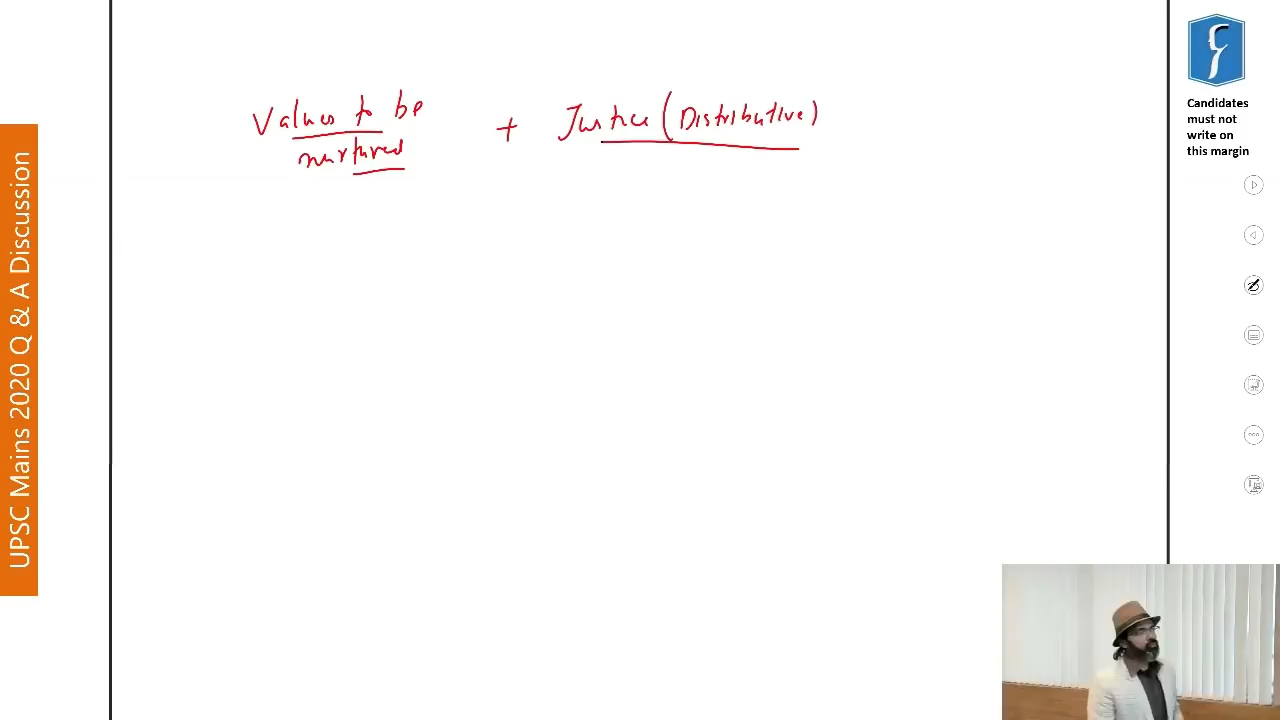 UPSC Mains 2020 Q & A Discussion
Values to be
nurtured
+ Justice (Distributive)
Candidates
must not
write on
this margin